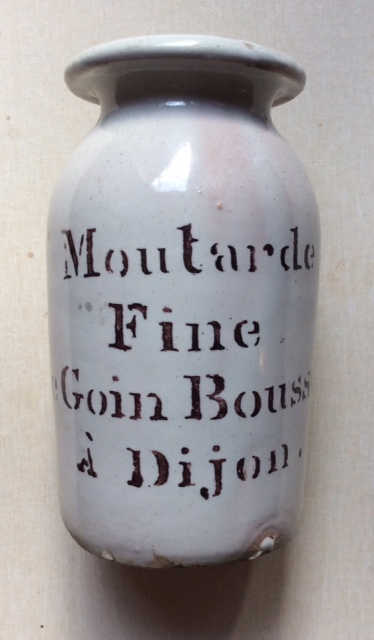 Moutarde
Fine
Goin Bouss
À Dijon.